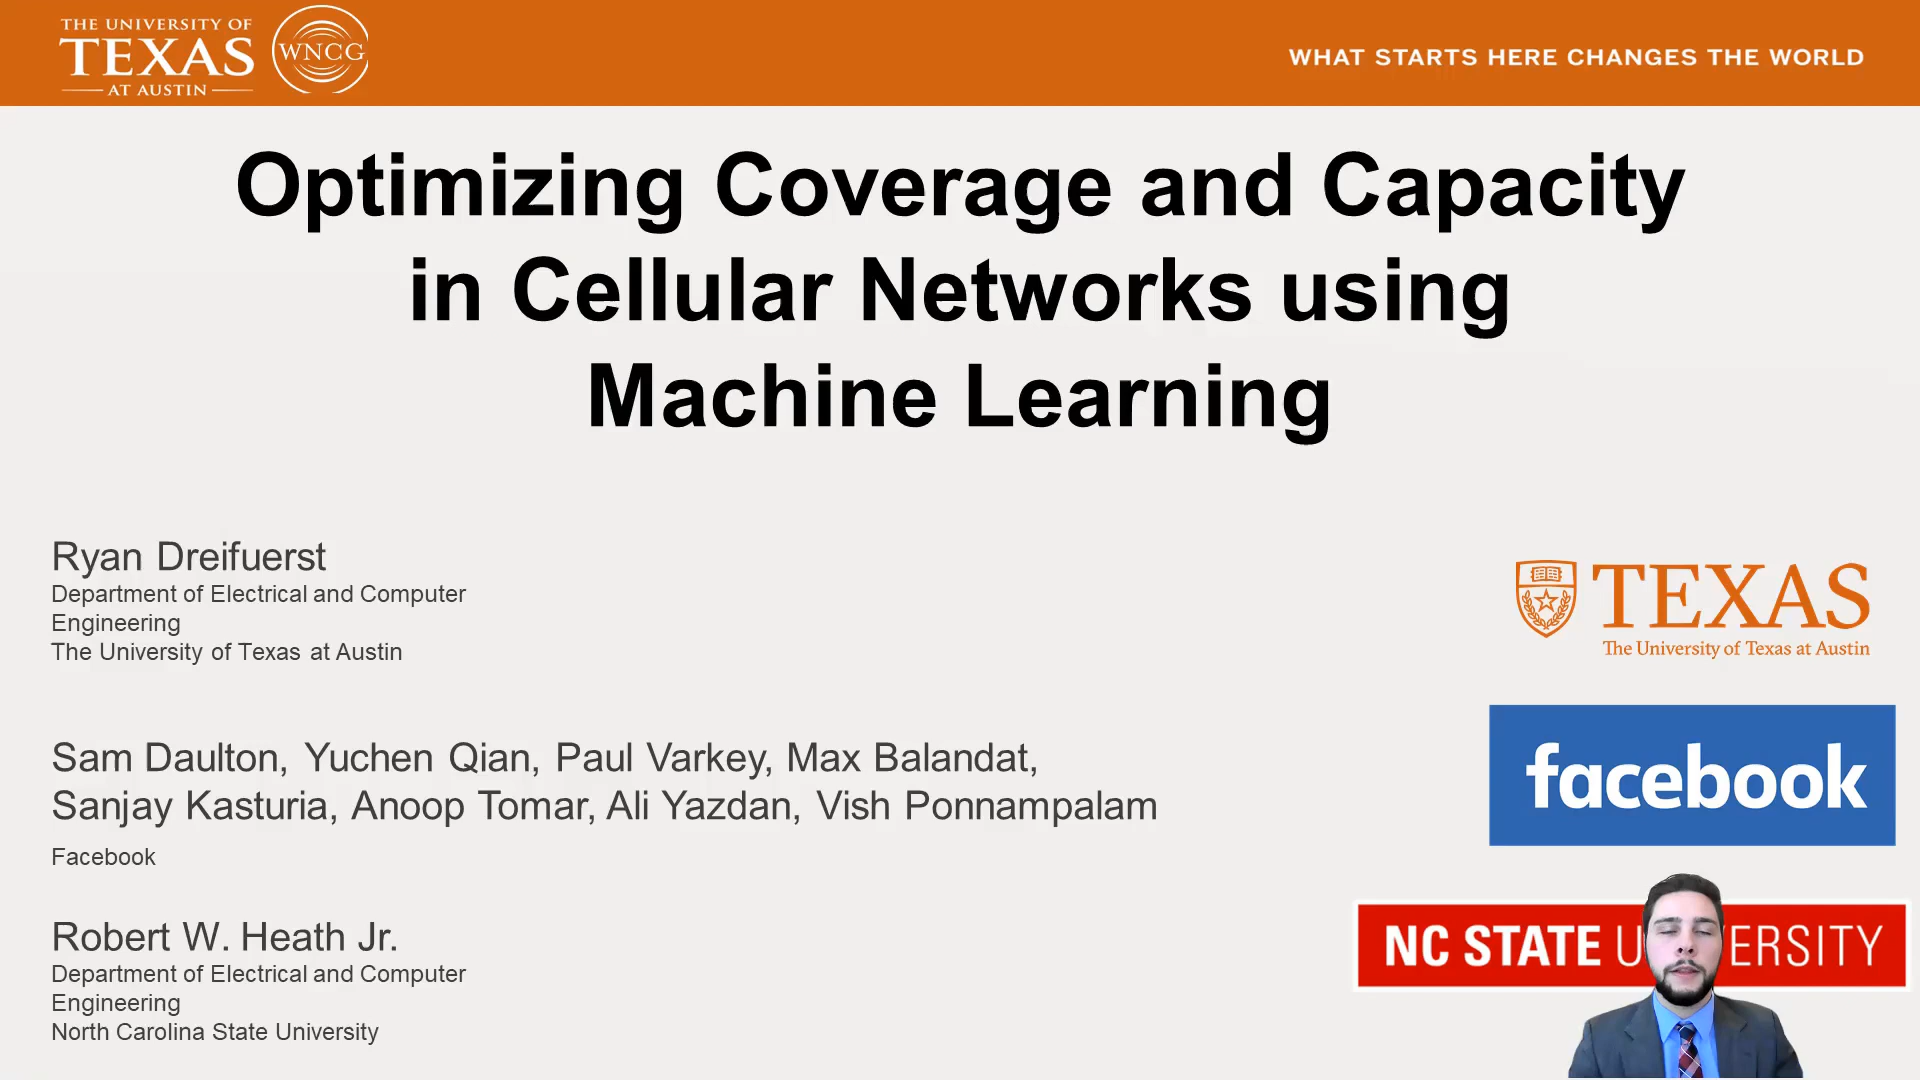 THE UNIVERSITY OF
TEXAS
AT AUSTIN
WNCG
WHAT STARTS HERE CHANGES THE WORLD
Optimizing Coverage and Capacity
in Cellular Networks using
Machine Learning
Ryan Dreifuerst
Department of Electrical and Computer
Engineering
The University of Texas at Austin
TEXAS
The University of Texas at Austin
Sam Daulton, Yuchen Qian, Paul Varkey, Max Balandat,
Sanjay Kasturia, Anoop Tomar, Ali Yazdan, Vish Ponnampalam
Facebook
facebook
Robert W. Heath Jr.
Department of Electrical and Computer
Engineering
North Carolina State University
NC STATE U ERSITY